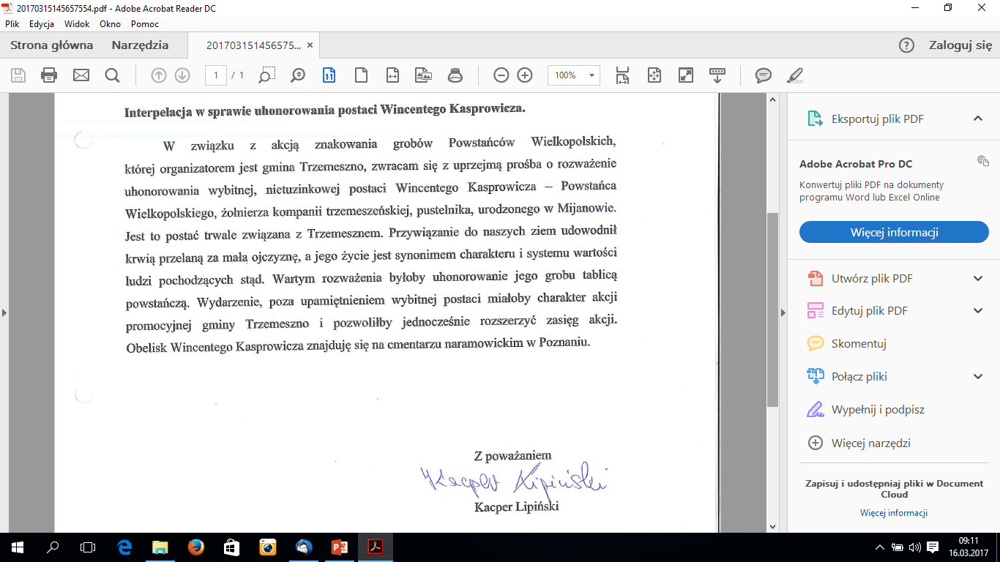 20170315145657554.pdf - Adobe Acrobat Reader DC
Plik Edycja Widok Okno Pomoc
Strona główna Narzędzia 201703151456575... × Zaloguj się
1 / 1 100%
Interpelacja w sprawie uhonorowania postaci Wincentego Kasprowicza.
W związku z akcją znakowania grobów Powstańców Wielkopolskich,
której organizatorem jest gmina Trzemeszno, zwracam się z uprzejmą prośba o rozważenie
uhonorowania wybitnej, nietuzinkowej postaci Wincentego Kasprowicza – Powstańca
Wielkopolskiego, żołnierza kompanii trzemeszeńskiej, pustelnika, urodzonego w Mijanowie.
Jest to postać trwale związana z Trzemesznem. Przywiązanie do naszych ziem udowodnił
krwią przelaną za małą ojczyznę, a jego życie jest synonimem charakteru i systemu wartości
ludzi pochodzących stąd. Wartym rozważenia byłoby uhonorowanie jego grobu tablicą
powstańczą. Wydarzenie, poza upamiętnieniem wybitnej postaci miałoby charakter akcji
promocyjnej gminy Trzemeszno i pozwoliłby jednocześnie rozszerzyć zasięg akcji.
Obelisk Wincentego Kasprowicza znajduję się na cmentarzu naramowickim w Poznaniu.
Z poważaniem
Kacper Lipiński
Kacper Lipiński
Eksportuj plik PDF
Adobe Acrobat Pro DC
Konwertuj pliki PDF na dokumenty
programu Word lub Excel Online
Więcej informacji
Utwórz plik PDF
Edytuj plik PDF
Skomentuj
Połącz pliki
Wypełnij i podpisz
Więcej narzędzi
Zapisuj i udostępniaj pliki w Document
Cloud
Więcej informacji
09:11
16.03.2017